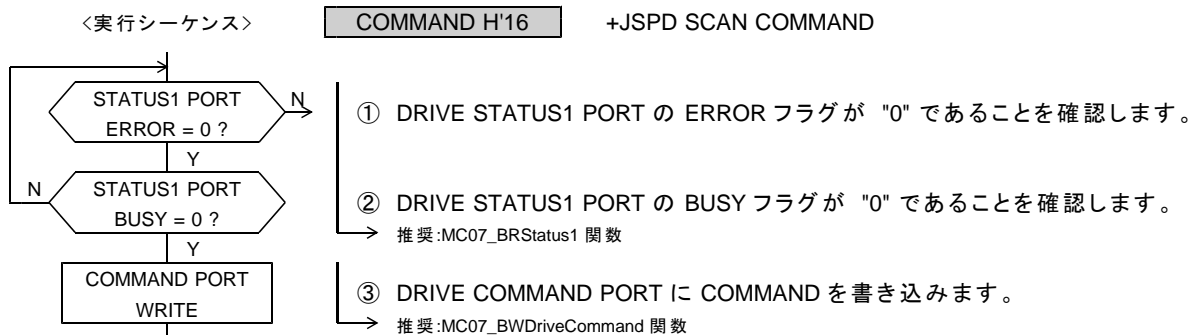 <実行シーケンス>
COMMAND H'16
+JSPD SCAN COMMAND
STATUS1 PORT
ERROR = 0 ?
N
① DRIVE STATUS1 PORT の ERROR フラグが "0" であることを確認します。
Y
N
STATUS1 PORT
BUSY = 0 ?
② DRIVE STATUS1 PORT の BUSY フラグが "0" であることを確認します。
推奨:MC07_BRStatus1 関数
Y
COMMAND PORT
WRITE
③ DRIVE COMMAND PORT に COMMAND を書き込みます。
推奨:MC07_BWDriveCommand 関数